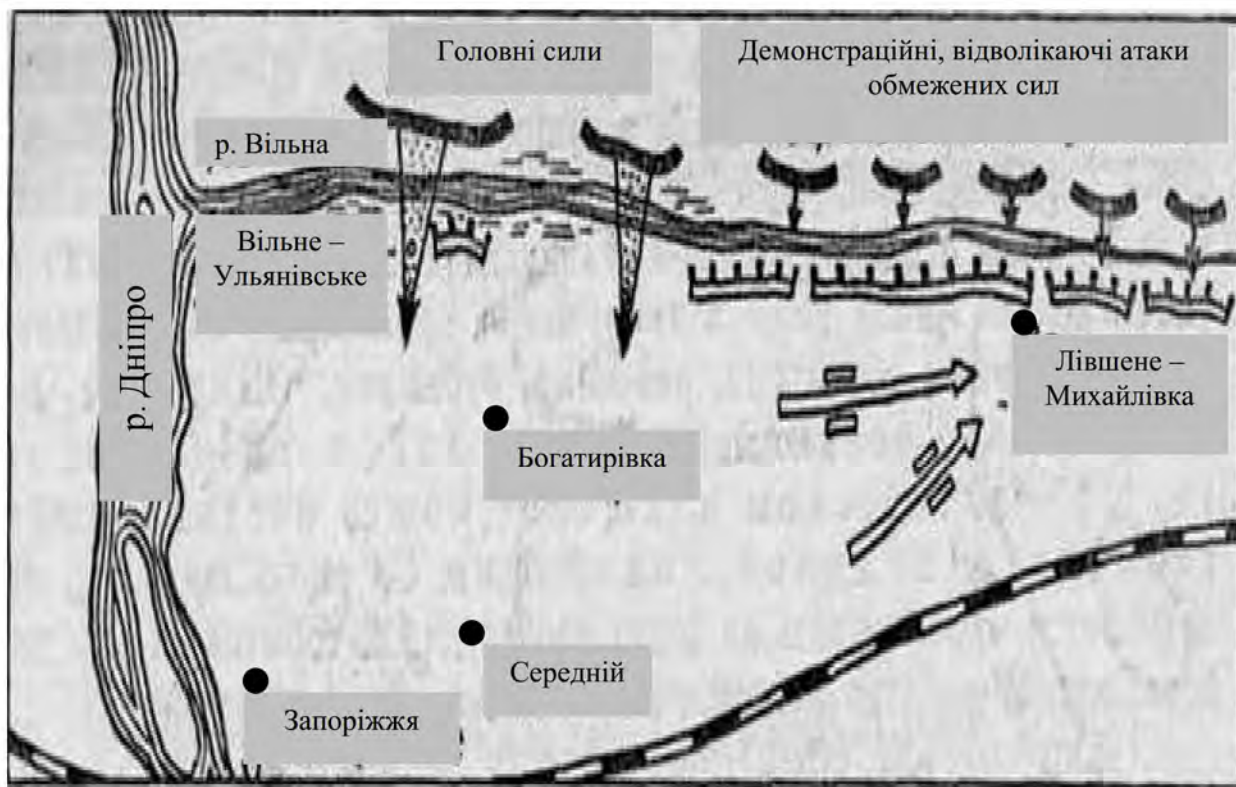 Головні сили
Демонстраційні, відволікаючі атаки
обмежених сил
р. Вільна
Вільне –
Ульянівське
р. Дніпро
Лівшене –
Михайлівка
Богатирівка
Середній
Запоріжжя